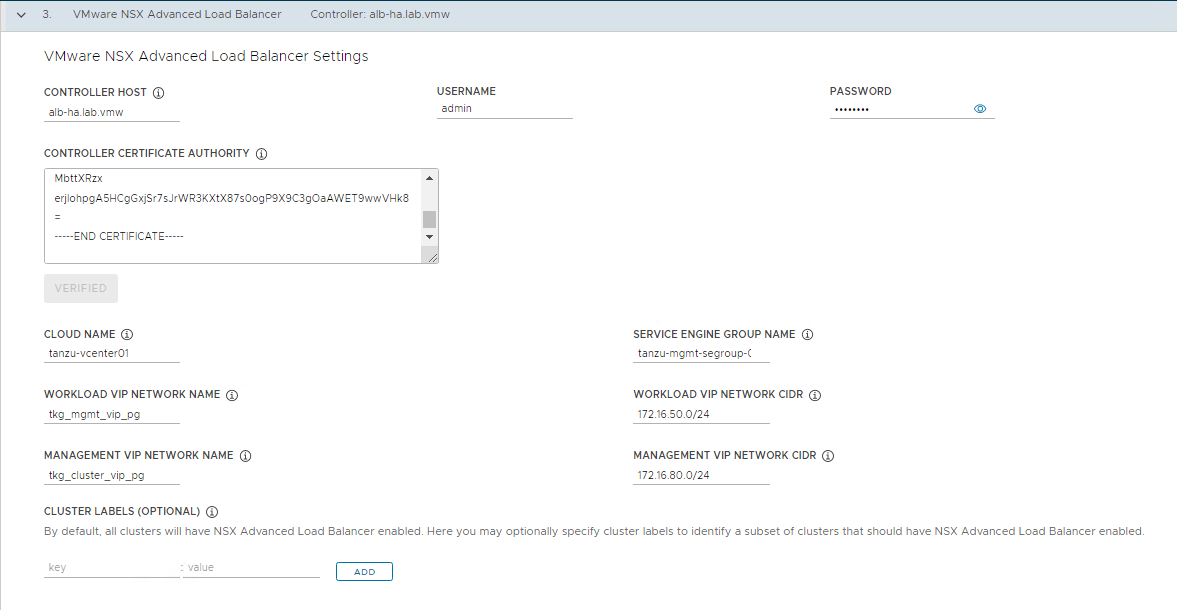 3. VMware NSX Advanced Load Balancer Controller: alb-ha.lab.vmw
VMware NSX Advanced Load Balancer Settings
CONTROLLER HOST USERNAME PASSWORD
alb-ha.lab.vmw admin ••••••••
CONTROLLER CERTIFICATE AUTHORITY
MbttXRzx
erjlohpgA5HCgGxjSr7sJrWR3KXtX87s0ogP9X9C3gOaAWET9wwVHk8
=
-----END CERTIFICATE-----
VERIFIED
CLOUD NAME SERVICE ENGINE GROUP NAME
tanzu-vcenter01 tanzu-mgmt-segroup-0
WORKLOAD VIP NETWORK NAME WORKLOAD VIP NETWORK CIDR
tkg_mgmt_vip_pg 172.16.50.0/24
MANAGEMENT VIP NETWORK NAME MANAGEMENT VIP NETWORK CIDR
tkg_cluster_vip_pg 172.16.80.0/24
CLUSTER LABELS (OPTIONAL)
By default, all clusters will have NSX Advanced Load Balancer enabled. Here you may optionally specify cluster labels to identify a subset of clusters that should have NSX Advanced Load Balancer enabled.
key : value ADD